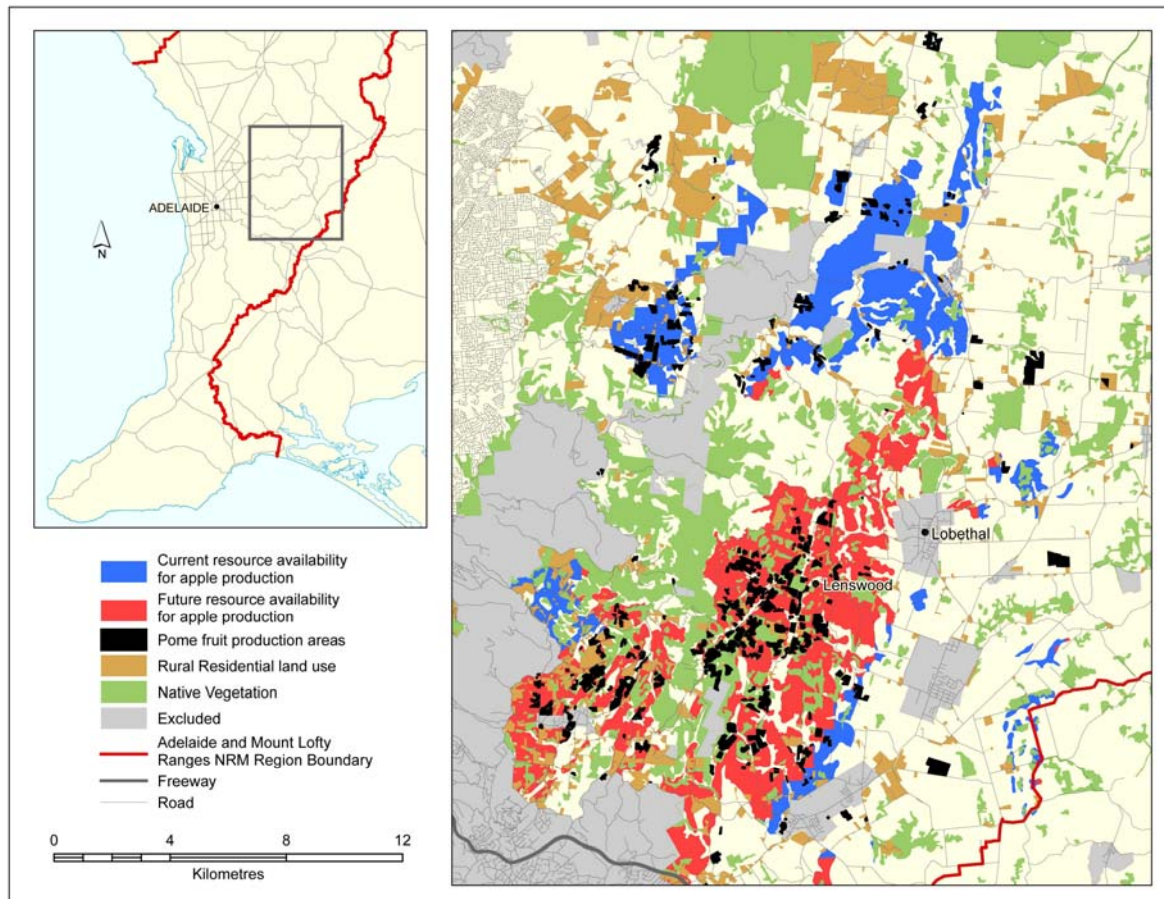 ADELAIDE
N
Current resource availability
for apple production
Future resource availability
for apple production
Pome fruit production areas
Rural Residential land use
Native Vegetation
Excluded
Adelaide and Mount Lofty
Ranges NRM Region Boundary
Freeway
Road
0 4 8 12
Kilometres
Lobethal
Lenswood